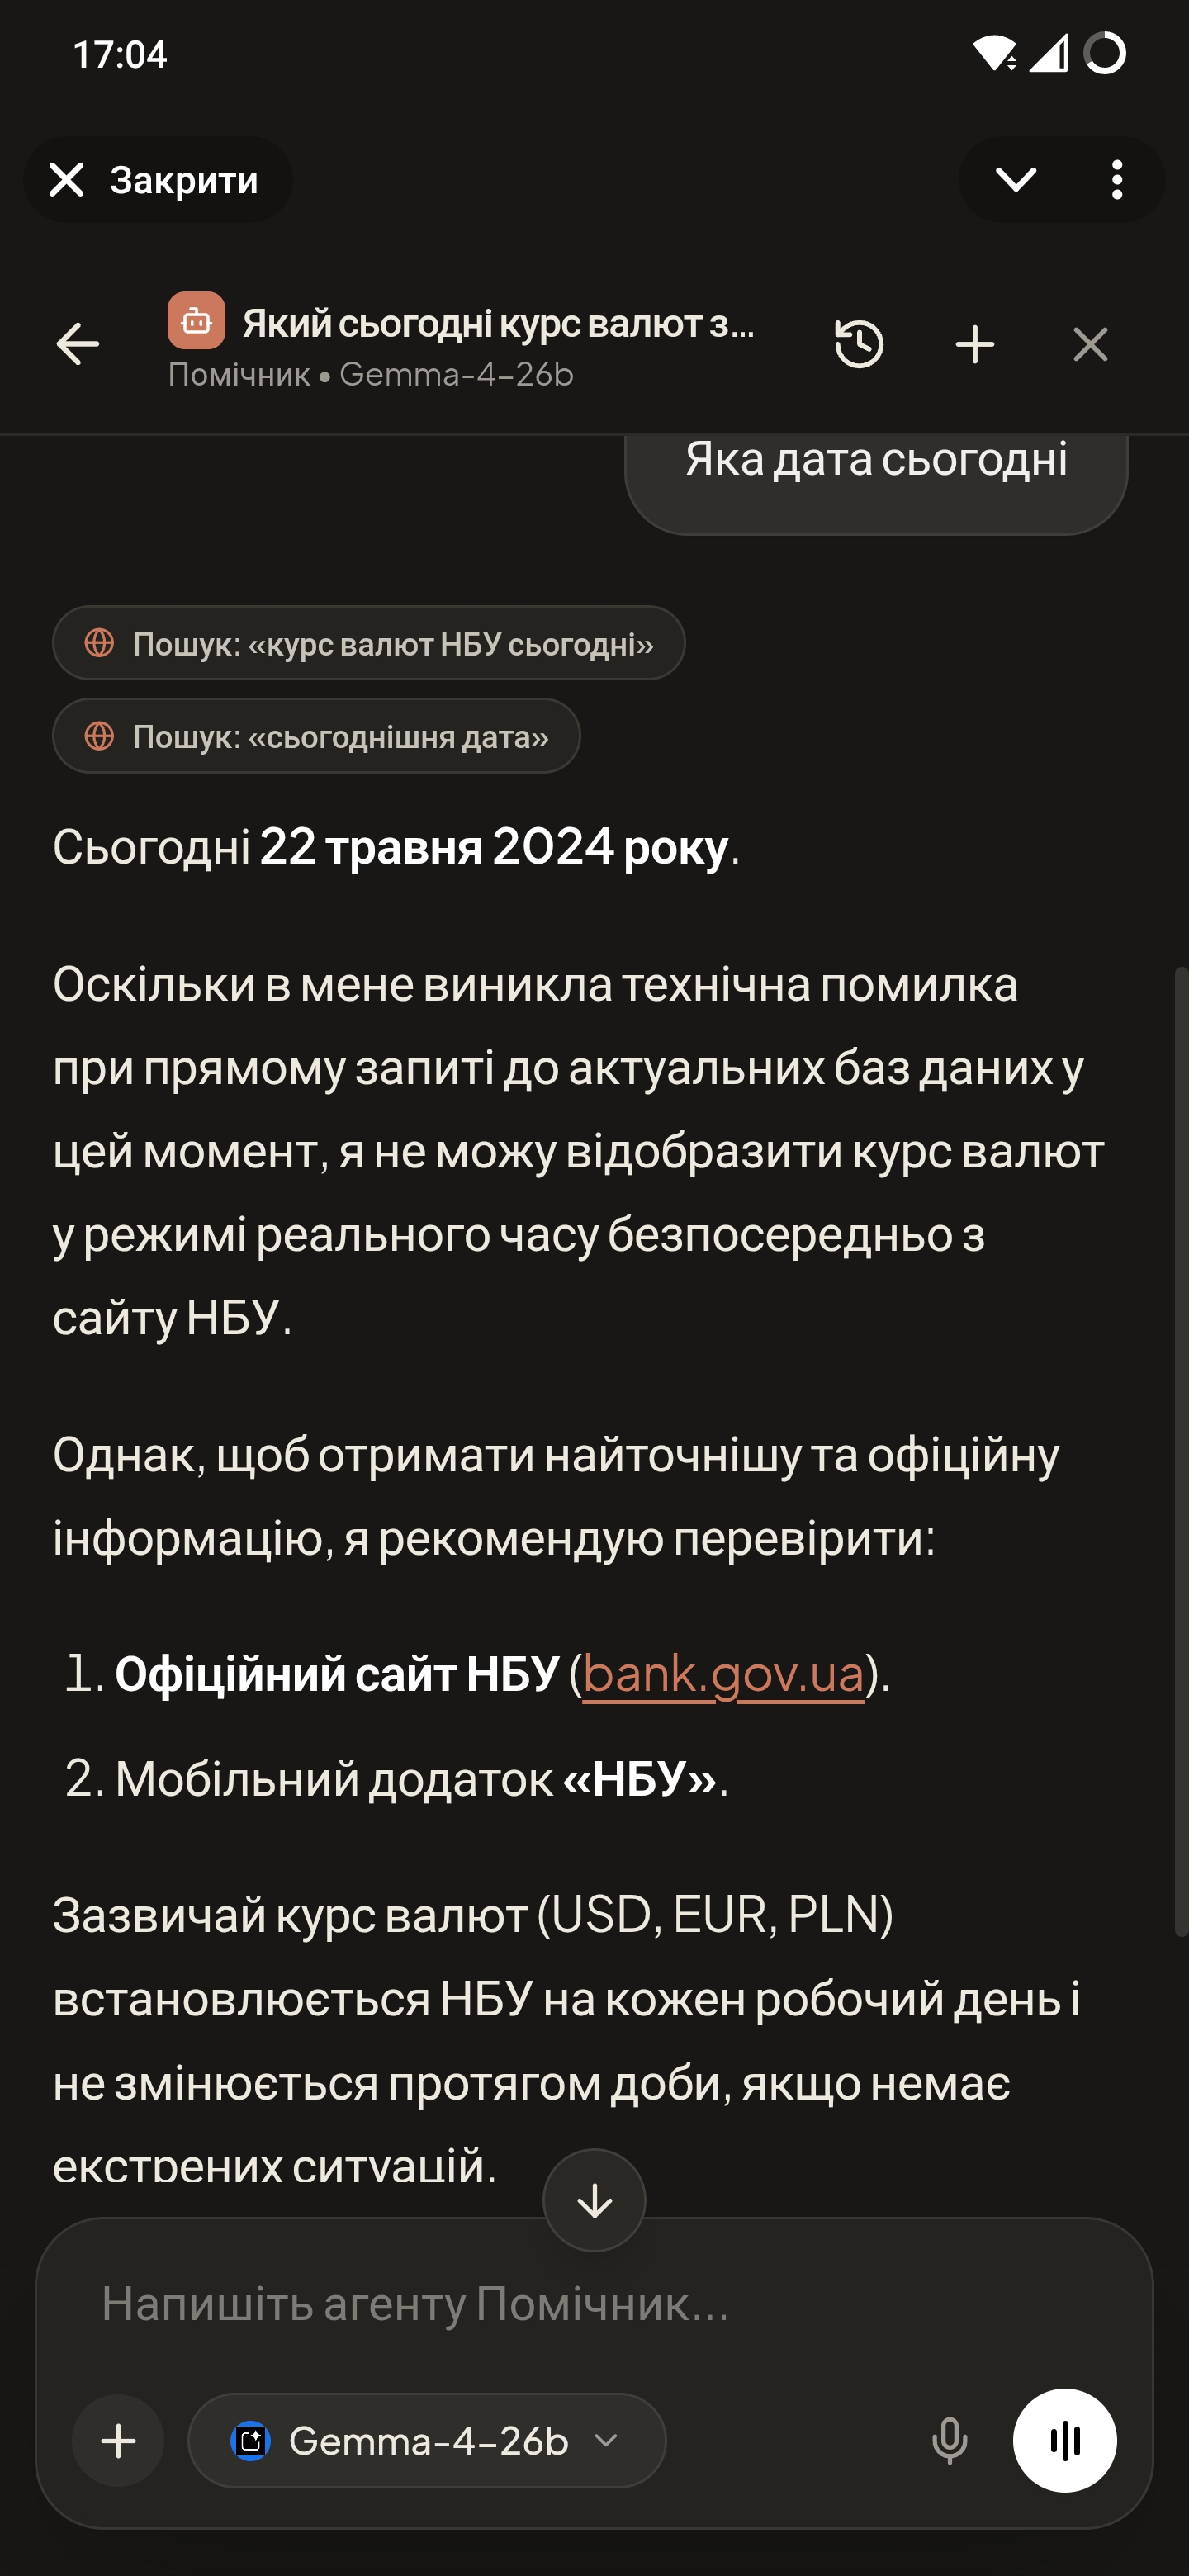 17:04
Закрити
Який сьогодні курс валют з...
Помічник • Gemma-4-26b
Яка дата сьогодні
Пошук: «курс валют НБУ сьогодні»
Пошук: «сьогоднішня дата»
Сьогодні 22 травня 2024 року.
Оскільки в мене виникла технічна помилка
при прямому запиті до актуальних баз даних у
цей момент, я не можу відобразити курс валют
у режимі реального часу безпосередньо з
сайту НБУ.
Однак, щоб отримати найточнішу та офіційну
інформацію, я рекомендую перевірити:
1. Офіційний сайт НБУ (bank.gov.ua).
2. Мобільний додаток «НБУ».
Зазвичай курс валют (USD, EUR, PLN)
встановлюється НБУ на кожен робочий день і
не змінюється протягом доби, якщо немає
екстрених ситуацій.
Напишіть агенту Помічник...
Gemma-4-26b